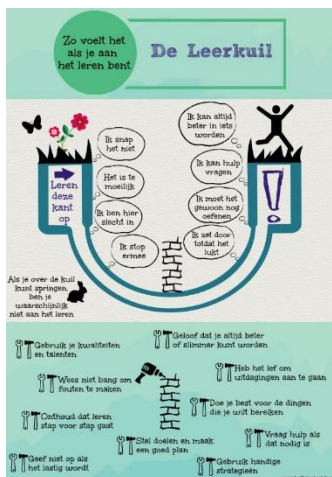 Zo voelt het
als je aan
het leren bent
De Leerkuil
Ik snap
het niet
Het is te
moeilijk
Ik ben hier
slecht in
Ik stop
ermee
Ik kan altijd
beter in iets
worden
Ik kan hulp
vragen
Ik moet het
gewoon nog
oefenen
Ik zet door
totdat het
lukt
Leren
deze
kant
op
!
Als je over de kuil
kunt springen,
ben je
waarschijnlijk
niet aan het leren
Gebruik je kwaliteiten
en talenten
Geloof dat je altijd beter
of slimmer kunt worden
Wees niet bang om
fouten te maken
Heb het lef om
uitdagingen aan te gaan
Onthoud dat leren
stap voor stap gaat
Doe je best voor de dingen
die je wilt bereiken
Stel doelen en maak
een goed plan
Vraag hulp als
dat nodig is
Geef niet op als
het lastig wordt
Gebruik handige
strategieën